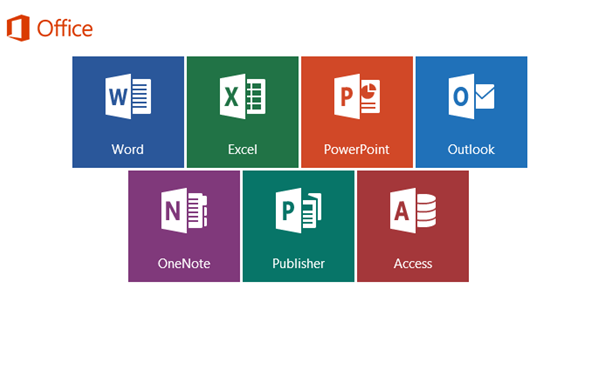 Office
Word Excel PowerPoint Outlook
OneNote Publisher Access